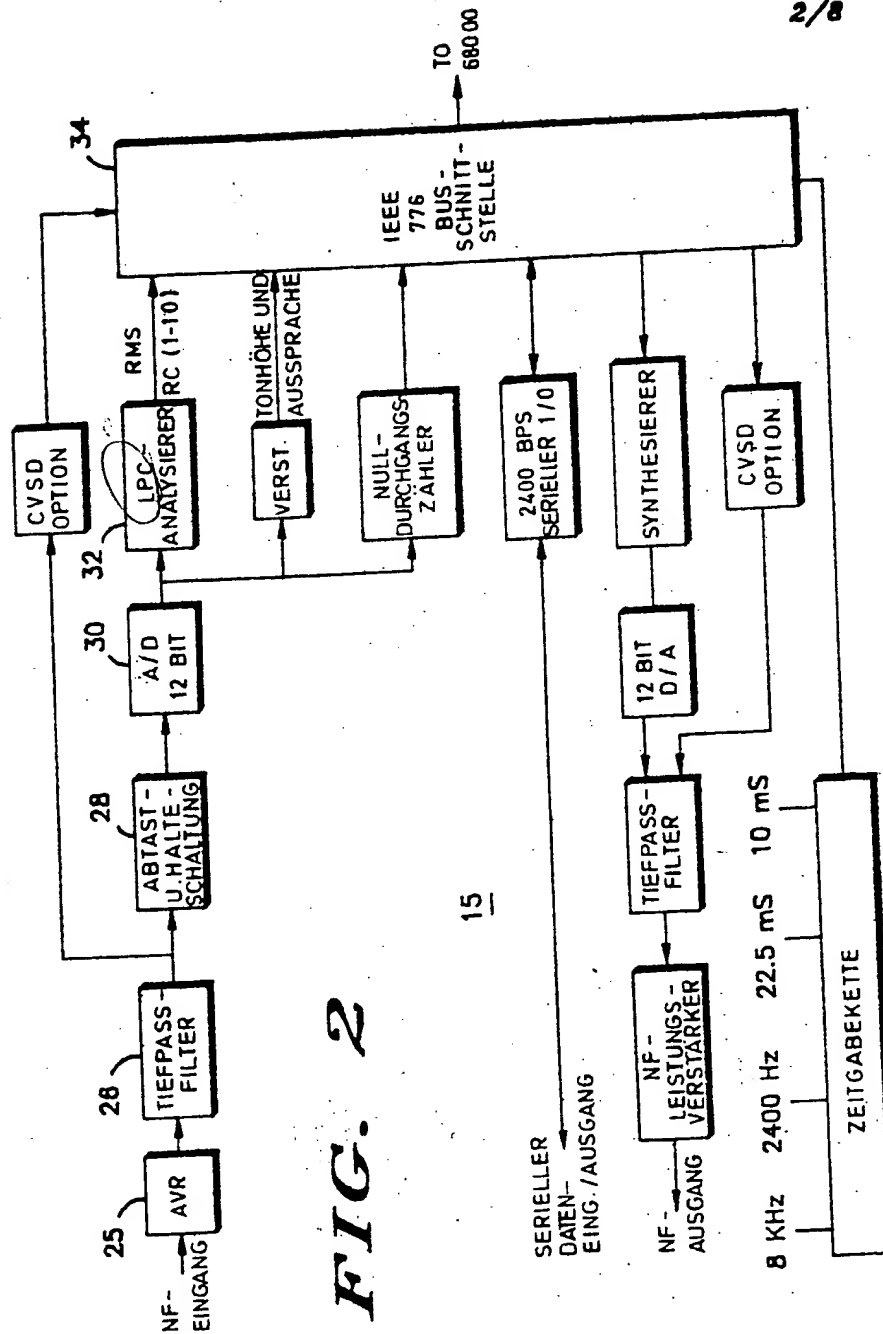 2/8
CVSD
OPTION
34
NF-
EINGANG
25
AVR
26
TIEFPASS-
FILTER
28
ABTAST-
U.HALTE-
SCHALTUNG
30
A/D
12 BIT
32
LPC-
ANALYSIERER
RMS
RC (1-10)
VERST.
TONHÖHE UND
AUSSPRACHE
NULL-
DURCHGANGS
ZÄHLER
IEEE
776
BUS-
SCHNITT-
STELLE
TO
68000
FIG. 2
15
SERIELLER
DATEN-
EING./AUSGANG
2400 BPS
SERIELLER I/O
NF-
AUSGANG
NF-
LEISTUNGS-
VERSTÄRKER
TIEFPASS-
FILTER
12 BIT
D/A
SYNTHESIERER
CVSD
OPTION
8 KHz
2400 Hz
22.5 mS
10 mS
ZEITGABEKETTE